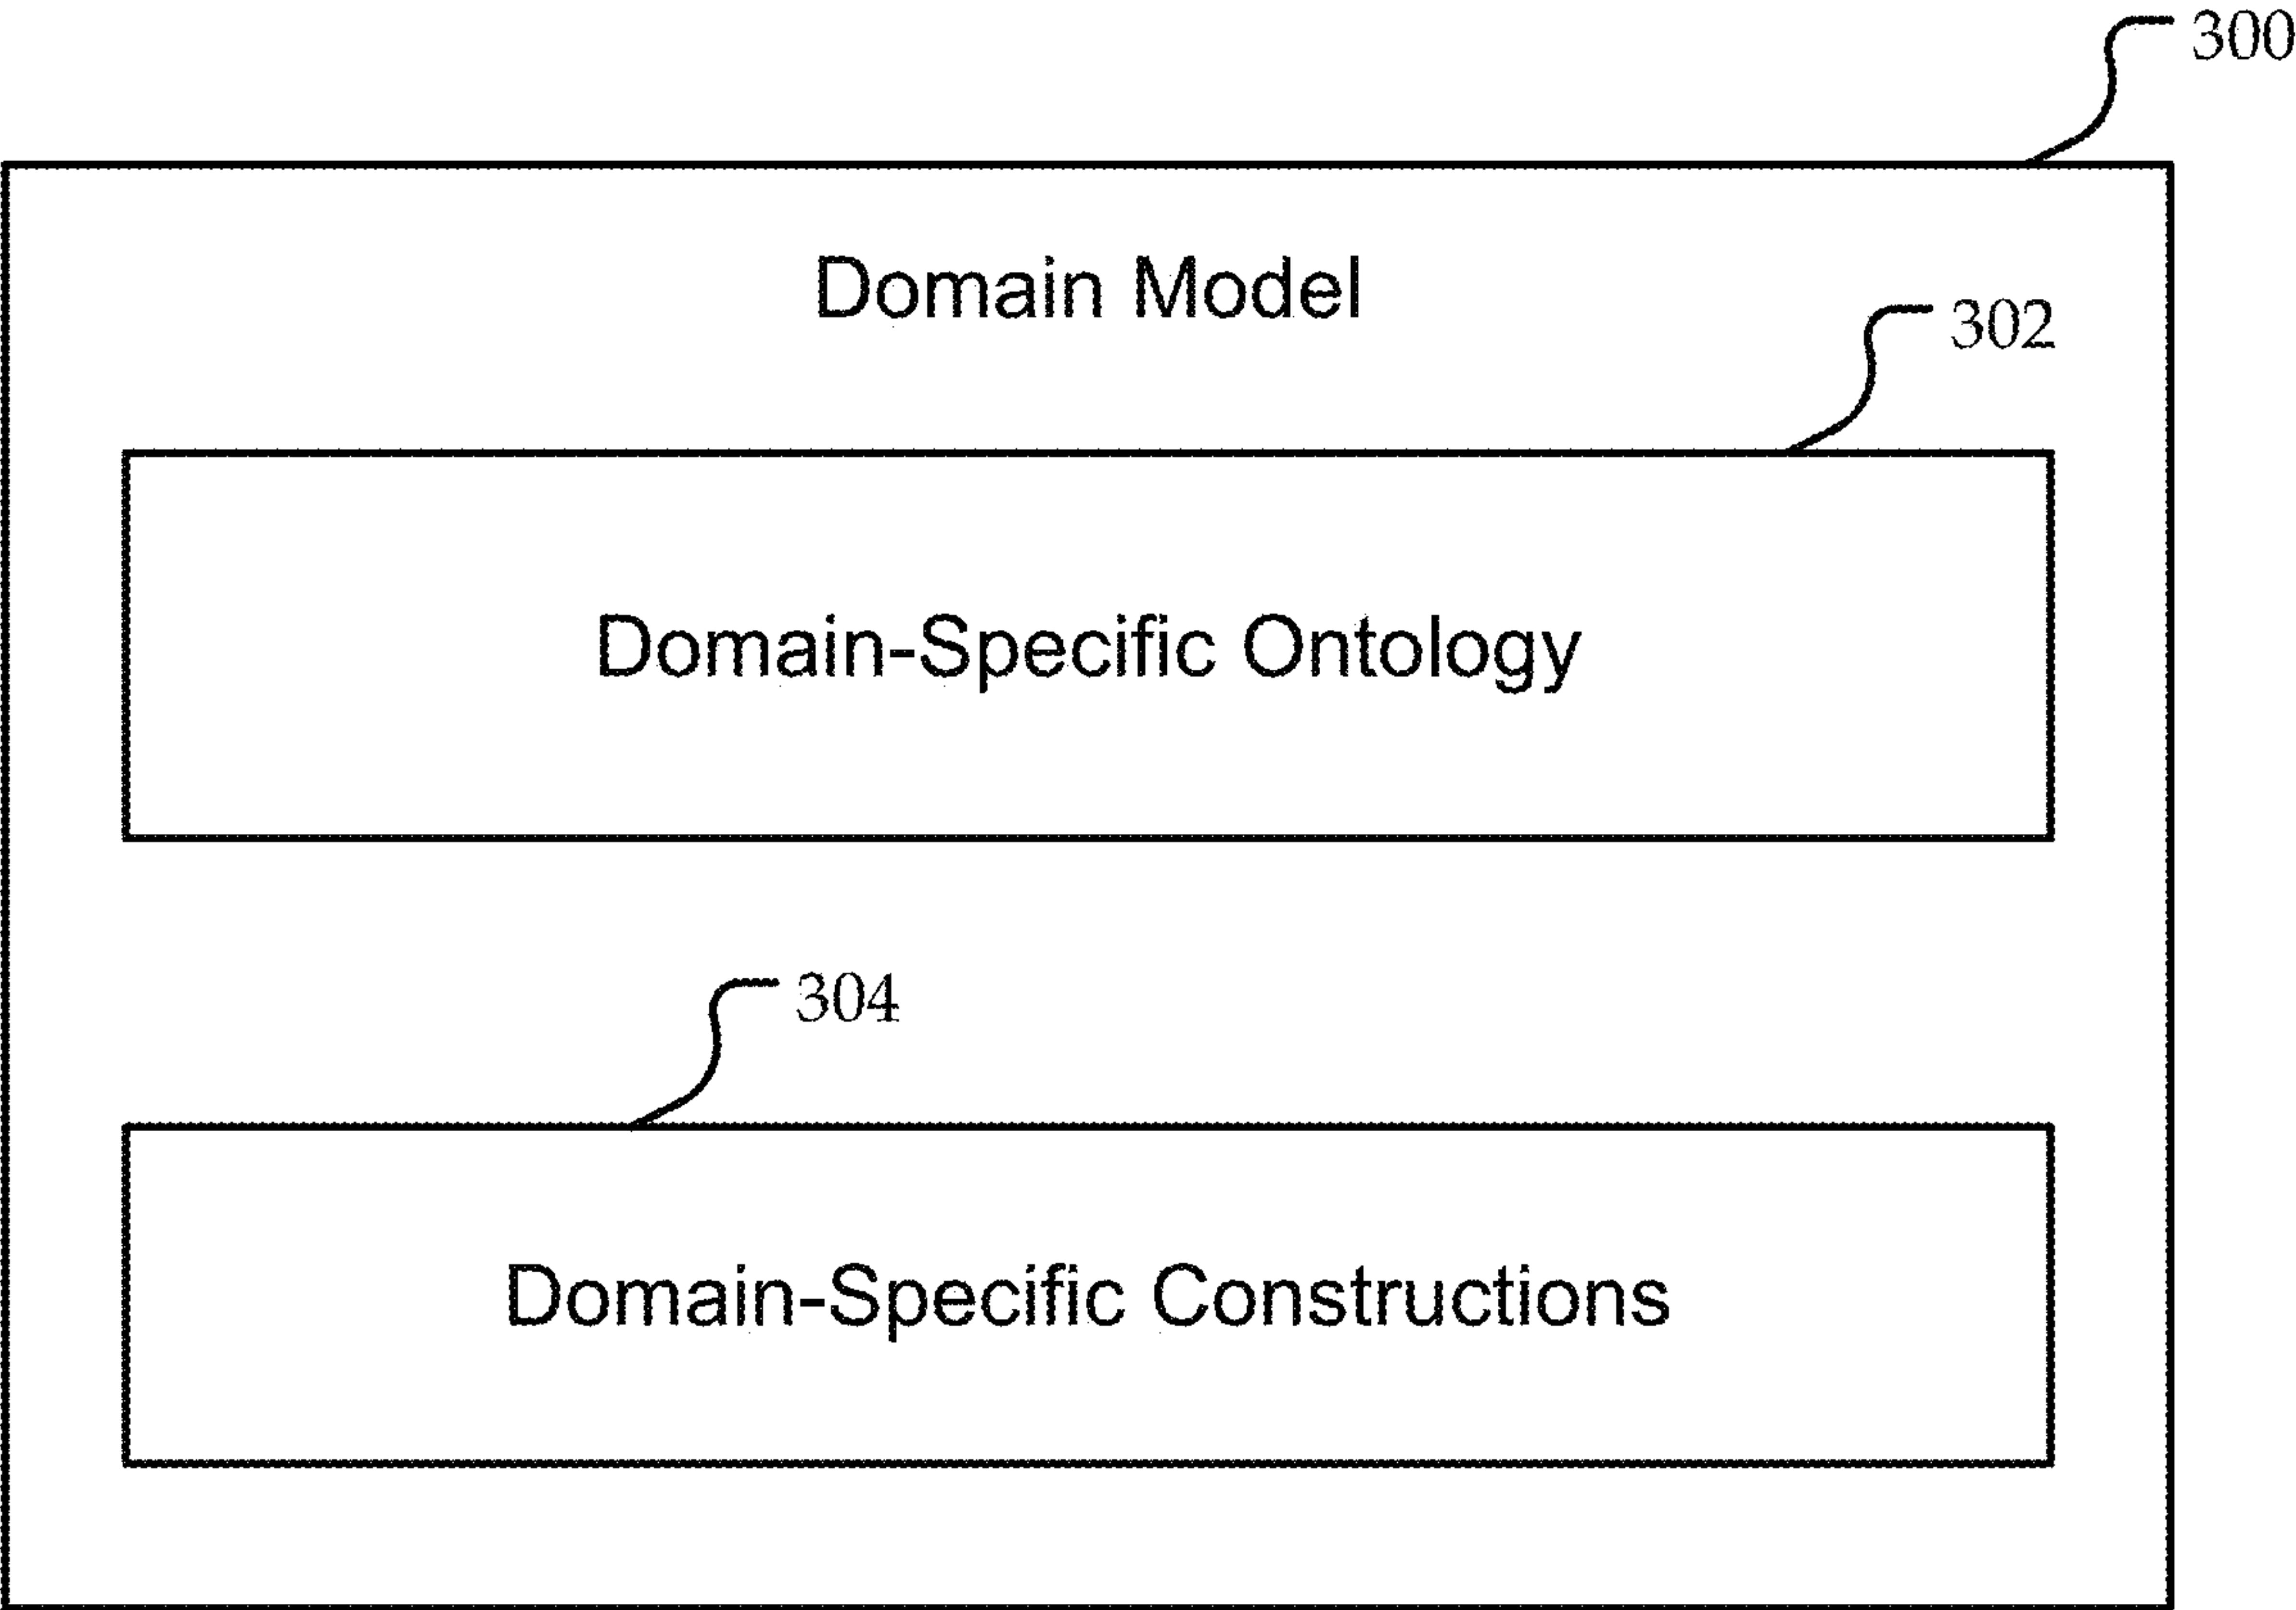 300
Domain Model
302
Domain-Specific Ontology
304
Domain-Specific Constructions